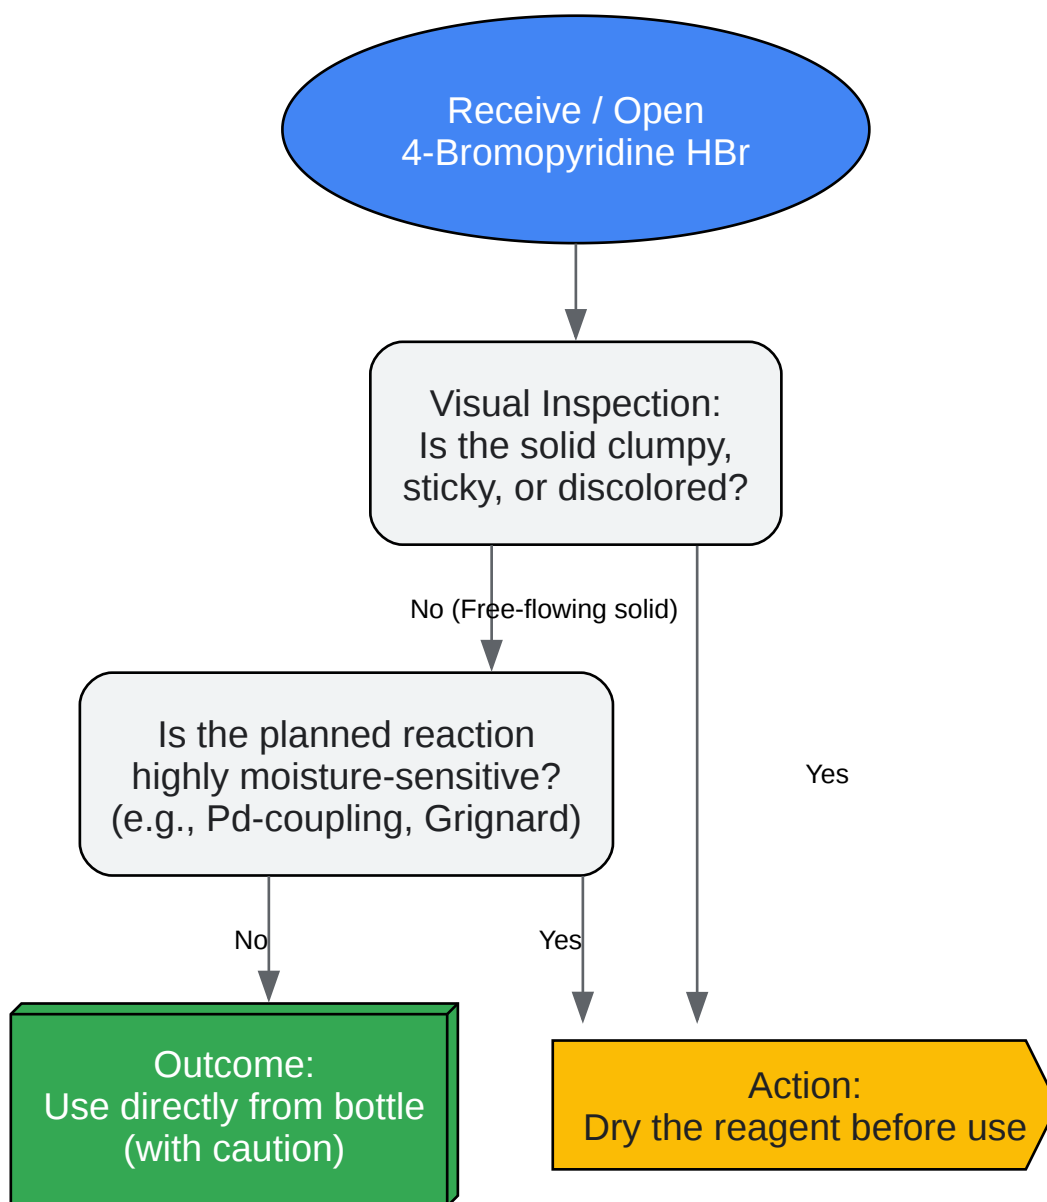 Receive / Open
4-Bromopyridine HBr
Visual Inspection:
Is the solid clumpy,
sticky, or discolored?
No (Free-flowing solid)
Is the planned reaction
highly moisture-sensitive?
(e.g., Pd-coupling, Grignard)
Yes
No
Yes
Outcome:
Use directly from bottle
(with caution)
Action:
Dry the reagent before use